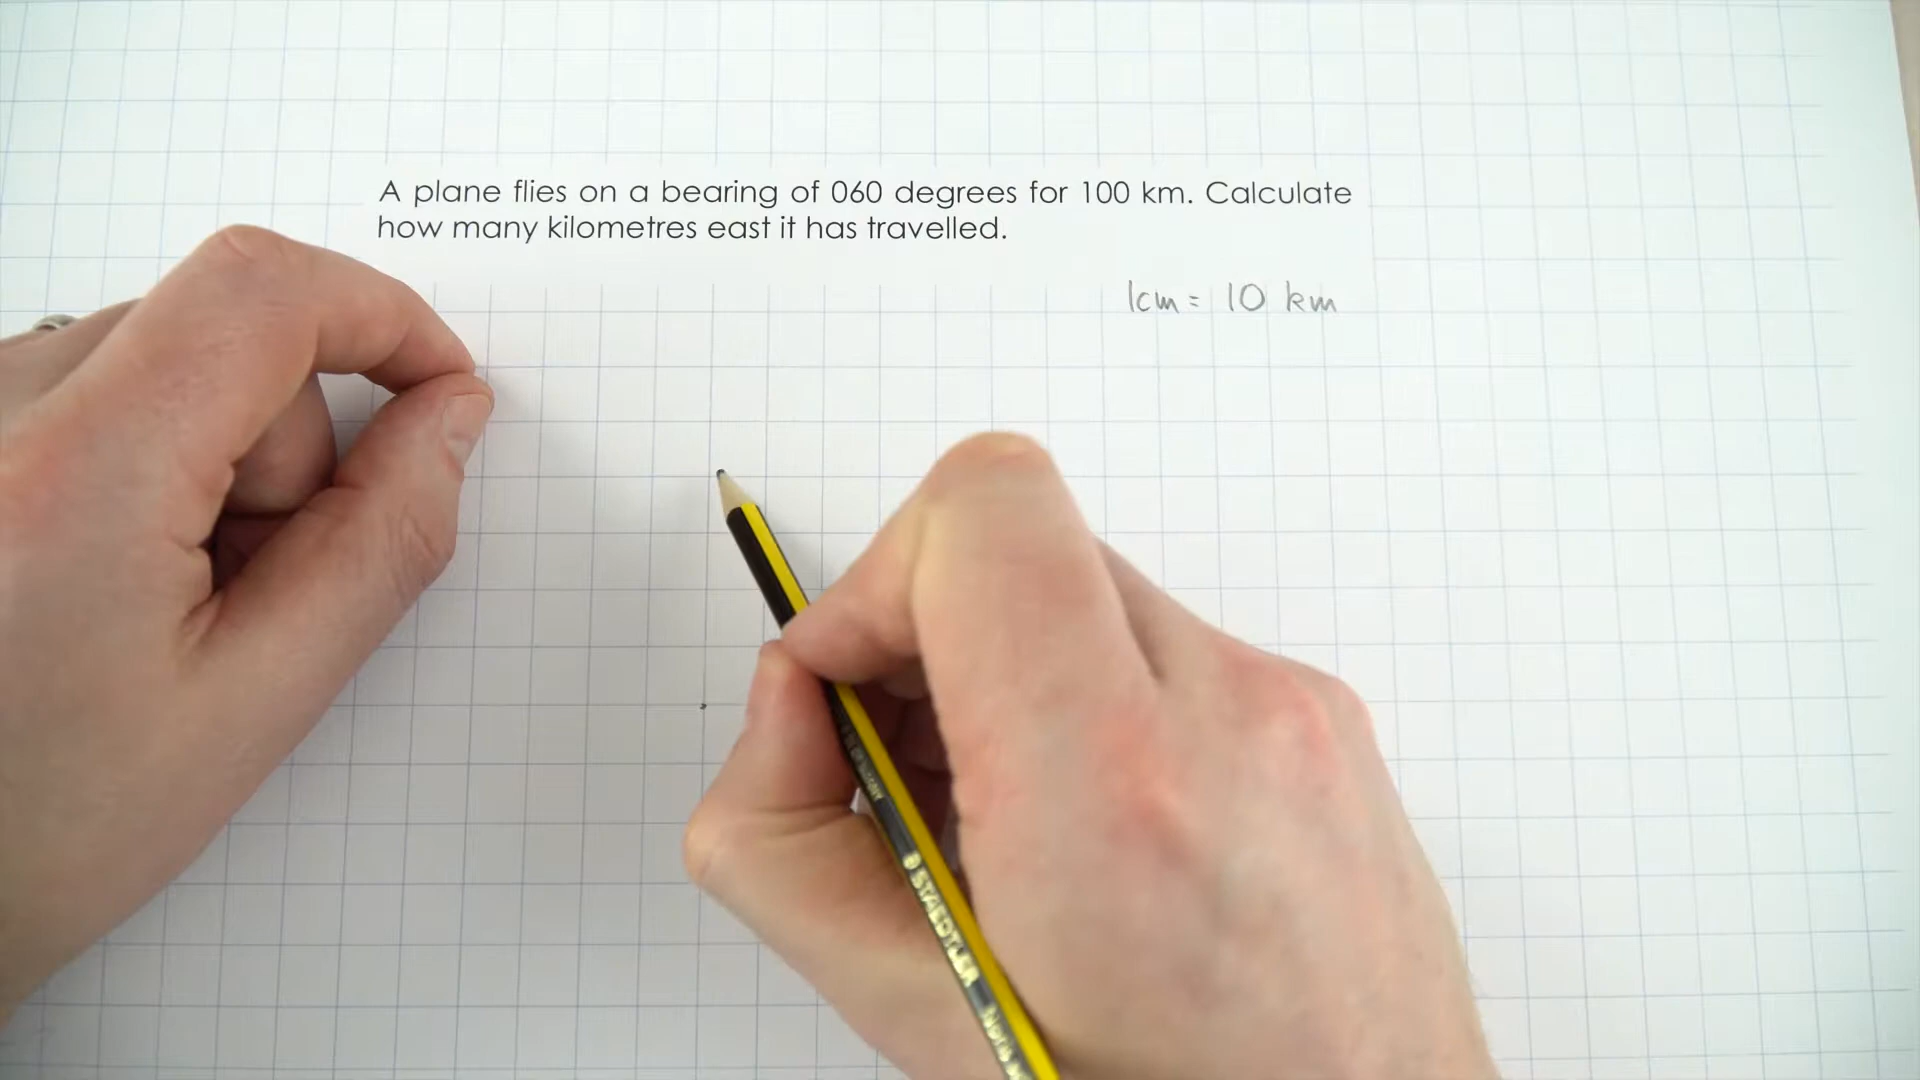 A plane flies on a bearing of 060 degrees for 100 km. Calculate
how many kilometres east it has travelled.
1cm = 10 km
STAEDTLER